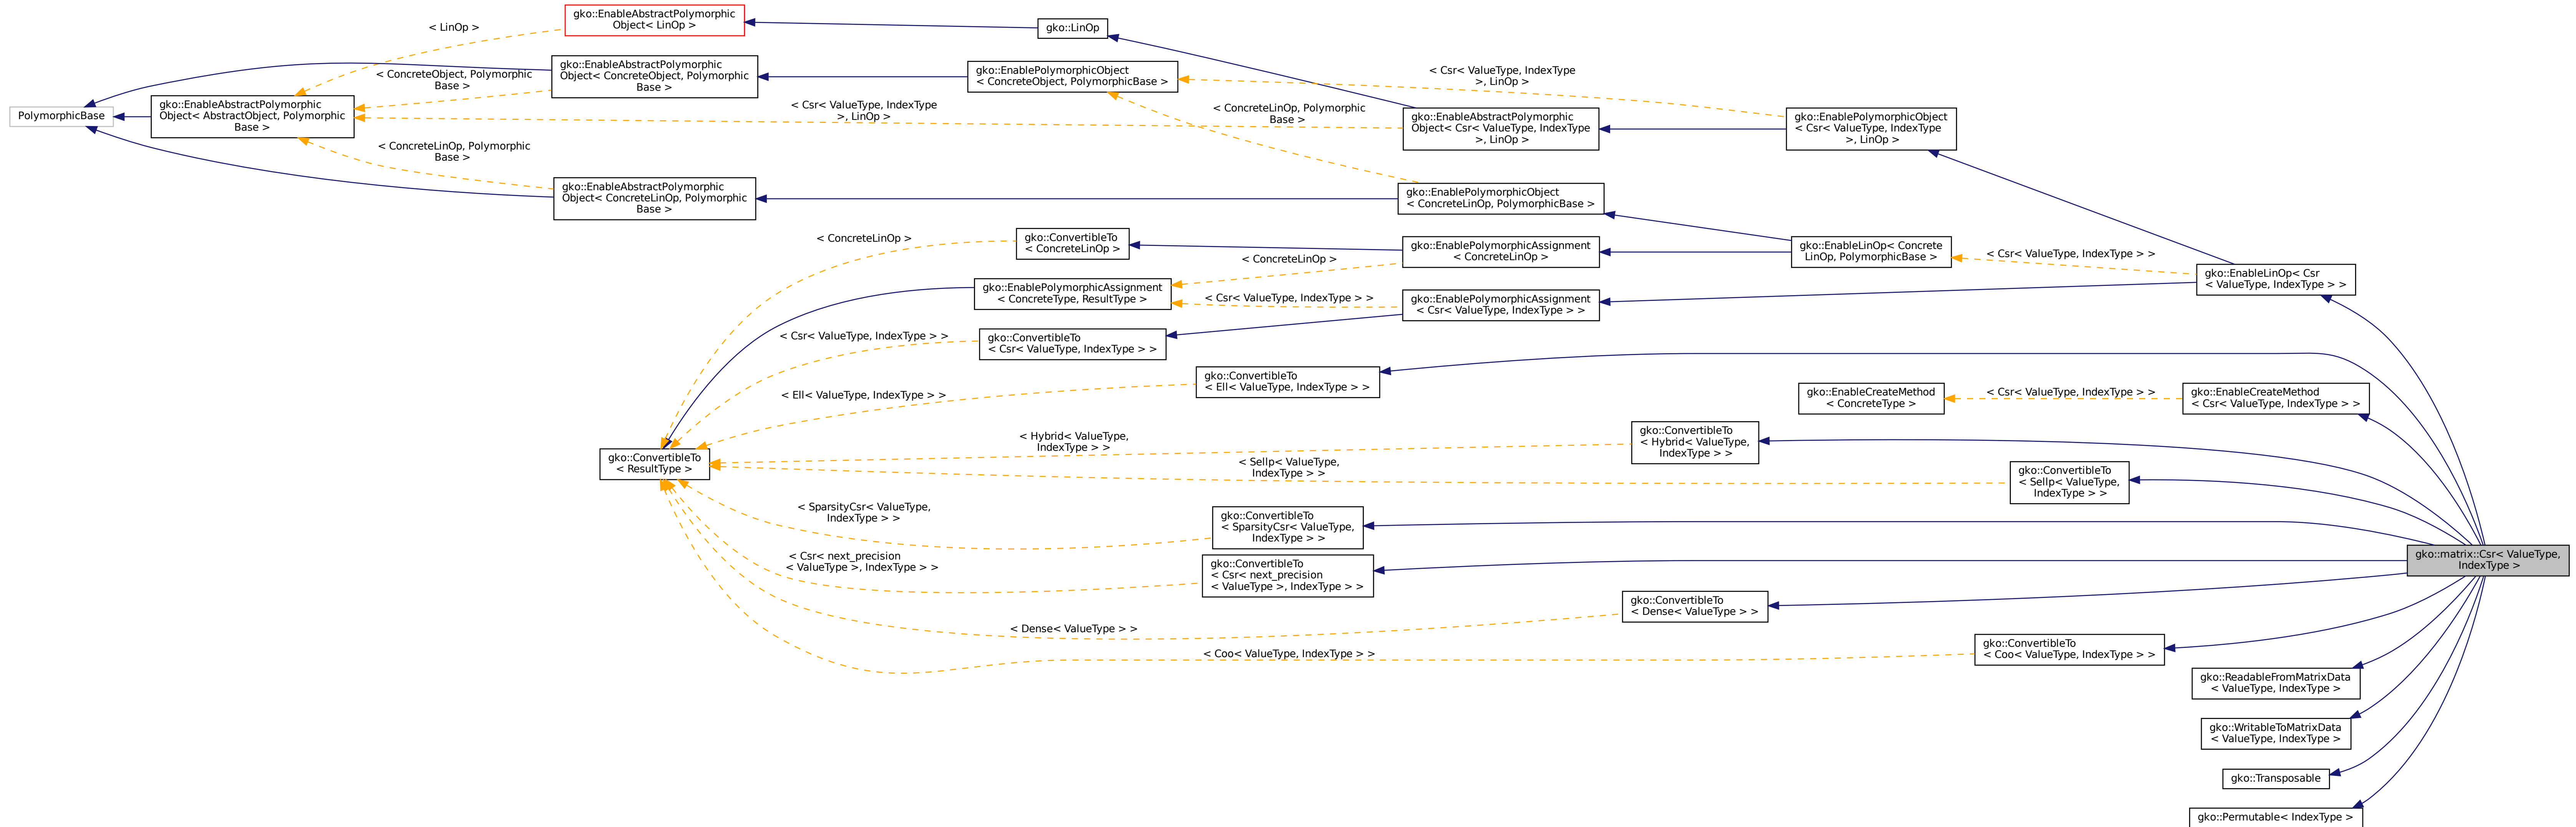 gko::EnableAbstractPolymorphic
Object< LinOp >
gko::LinOp
< LinOp >
gko::EnableAbstractPolymorphic
Object< ConcreteObject, Polymorphic
Base >
< ConcreteObject, Polymorphic
Base >
gko::EnablePolymorphicObject
< ConcreteObject, PolymorphicBase >
< Csr< ValueType, IndexType
>, LinOp >
PolymorphicBase
gko::EnableAbstractPolymorphic
Object< AbstractObject, Polymorphic
Base >
< Csr< ValueType, IndexType
>, LinOp >
< ConcreteLinOp, Polymorphic
Base >
gko::EnableAbstractPolymorphic
Object< Csr< ValueType, IndexType
>, LinOp >
gko::EnablePolymorphicObject
< Csr< ValueType, IndexType
>, LinOp >
< ConcreteLinOp, Polymorphic
Base >
gko::EnableAbstractPolymorphic
Object< ConcreteLinOp, Polymorphic
Base >
gko::EnablePolymorphicObject
< ConcreteLinOp, PolymorphicBase >
< ConcreteLinOp >
gko::ConvertibleTo
< ConcreteLinOp >
gko::EnablePolymorphicAssignment
< ConcreteLinOp >
gko::EnableLinOp< Concrete
LinOp, PolymorphicBase >
< Csr< ValueType, IndexType > >
gko::EnableLinOp< Csr
< ValueType, IndexType > >
< ConcreteLinOp >
gko::EnablePolymorphicAssignment
< ConcreteType, ResultType >
< Csr< ValueType, IndexType > >
gko::EnablePolymorphicAssignment
< Csr< ValueType, IndexType > >
< Csr< ValueType, IndexType > >
gko::ConvertibleTo
< Csr< ValueType, IndexType > >
< Ell< ValueType, IndexType > >
gko::ConvertibleTo
< Ell< ValueType, IndexType > >
gko::EnableCreateMethod
< ConcreteType >
< Csr< ValueType, IndexType > >
gko::EnableCreateMethod
< Csr< ValueType, IndexType > >
gko::ConvertibleTo
< ResultType >
< Hybrid< ValueType,
IndexType > >
gko::ConvertibleTo
< Hybrid< ValueType,
IndexType > >
< Sellp< ValueType,
IndexType > >
gko::ConvertibleTo
< Sellp< ValueType,
IndexType > >
< SparsityCsr< ValueType,
IndexType > >
gko::ConvertibleTo
< SparsityCsr< ValueType,
IndexType > >
< Csr< next_precision
< ValueType >, IndexType > >
gko::ConvertibleTo
< Csr< next_precision
< ValueType >, IndexType > >
gko::matrix::Csr< ValueType,
IndexType >
< Dense< ValueType > >
gko::ConvertibleTo
< Dense< ValueType > >
< Coo< ValueType, IndexType > >
gko::ConvertibleTo
< Coo< ValueType, IndexType > >
gko::ReadableFromMatrixData
< ValueType, IndexType >
gko::WritableToMatrixData
< ValueType, IndexType >
gko::Transposable
gko::Permutable< IndexType >